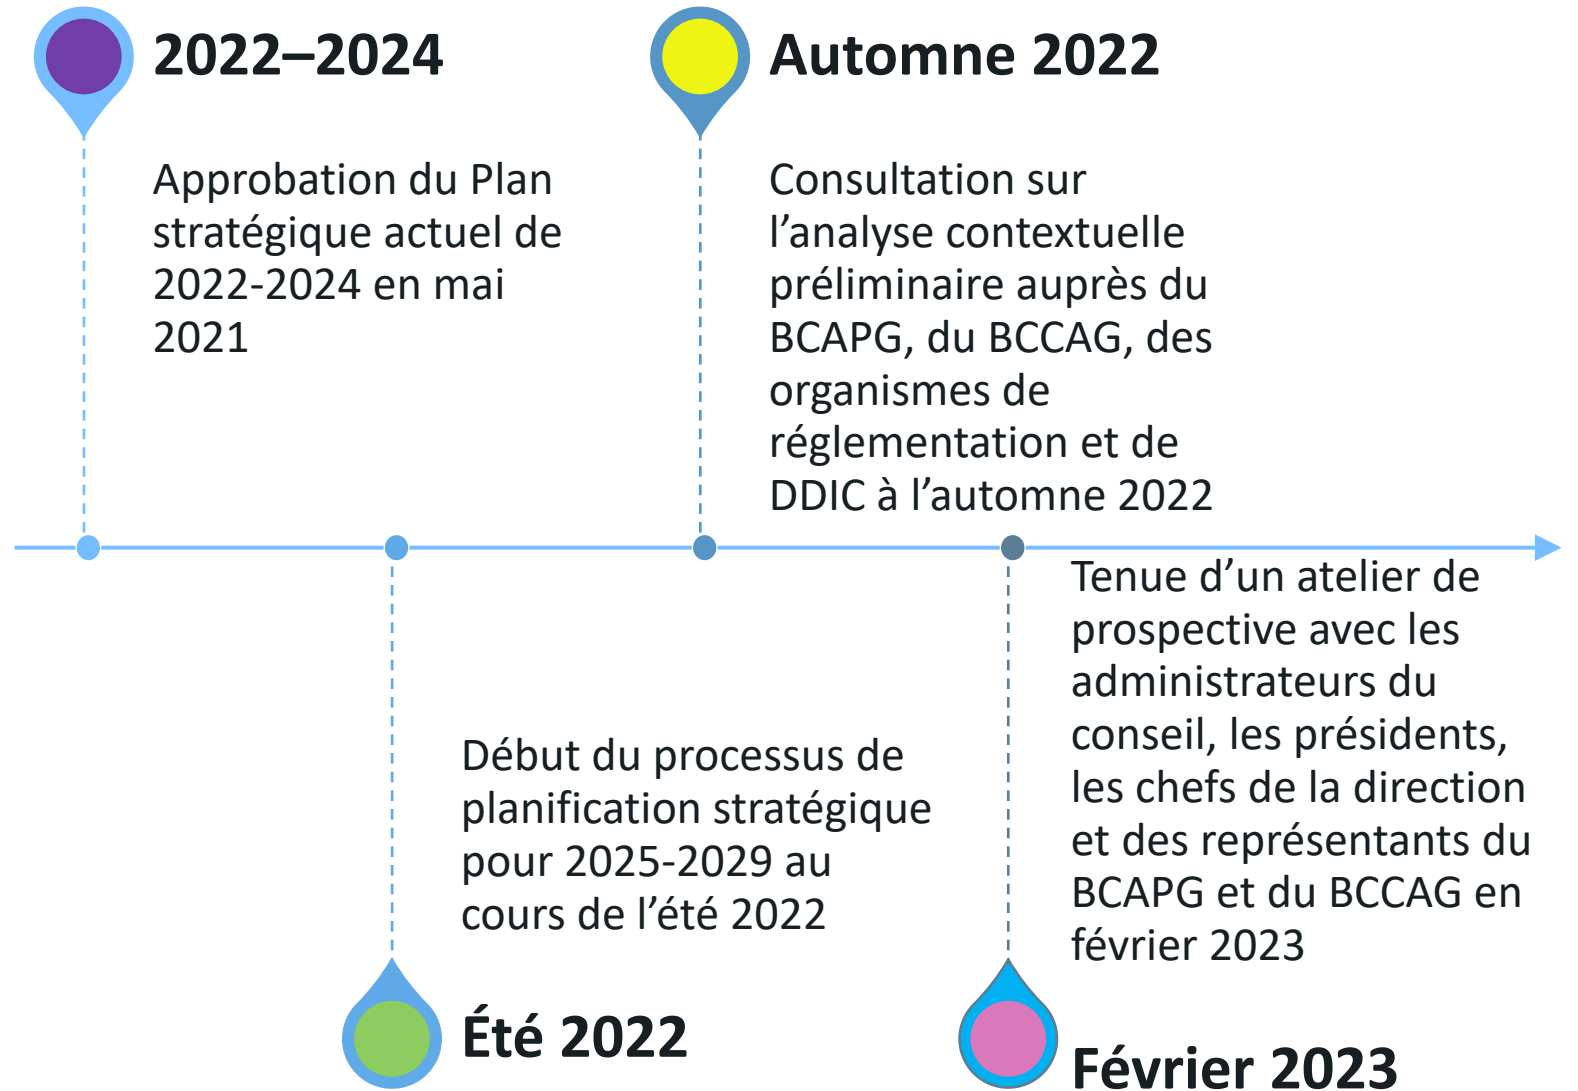 2022–2024
Approbation du Plan
stratégique actuel de
2022-2024 en mai
2021
Été 2022
Début du processus de
planification stratégique
pour 2025-2029 au
cours de l’été 2022
Automne 2022
Consultation sur
l’analyse contextuelle
préliminaire auprès du
BCAPG, du BCCAG, des
organismes de
réglementation et de
DDIC à l’automne 2022
Février 2023
Tenue d’un atelier de
prospective avec les
administrateurs du
conseil, les présidents,
les chefs de la direction
et des représentants du
BCAPG et du BCCAG en
février 2023